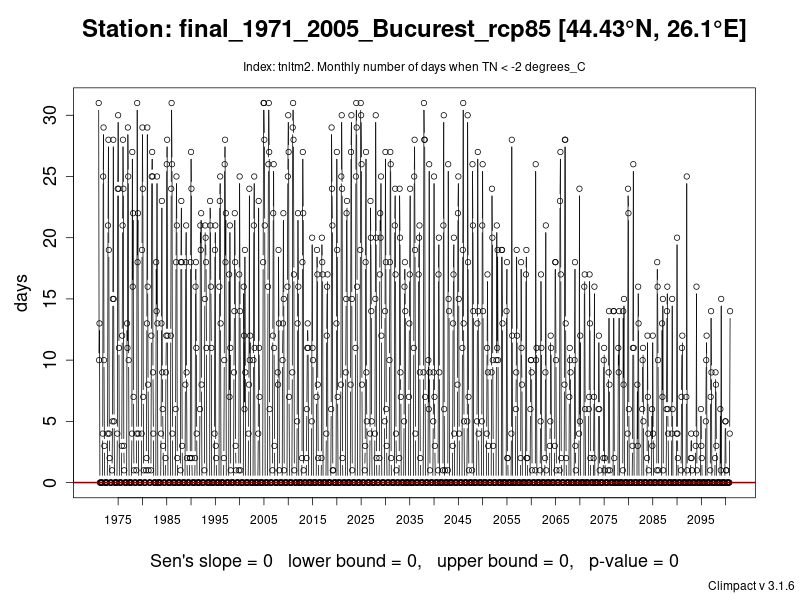 Station: final_1971_2005_Bucurest_rcp85 [44.43°N, 26.1°E]
Index: tnltm2. Monthly number of days when TN < -2 degrees_C
days
30
25
20
15
10
5
0
1975 1985 1995 2005 2015 2025 2035 2045 2055 2065 2075 2085 2095
Sen's slope = 0 lower bound = 0, upper bound = 0, p-value = 0
Climpact v 3.1.6